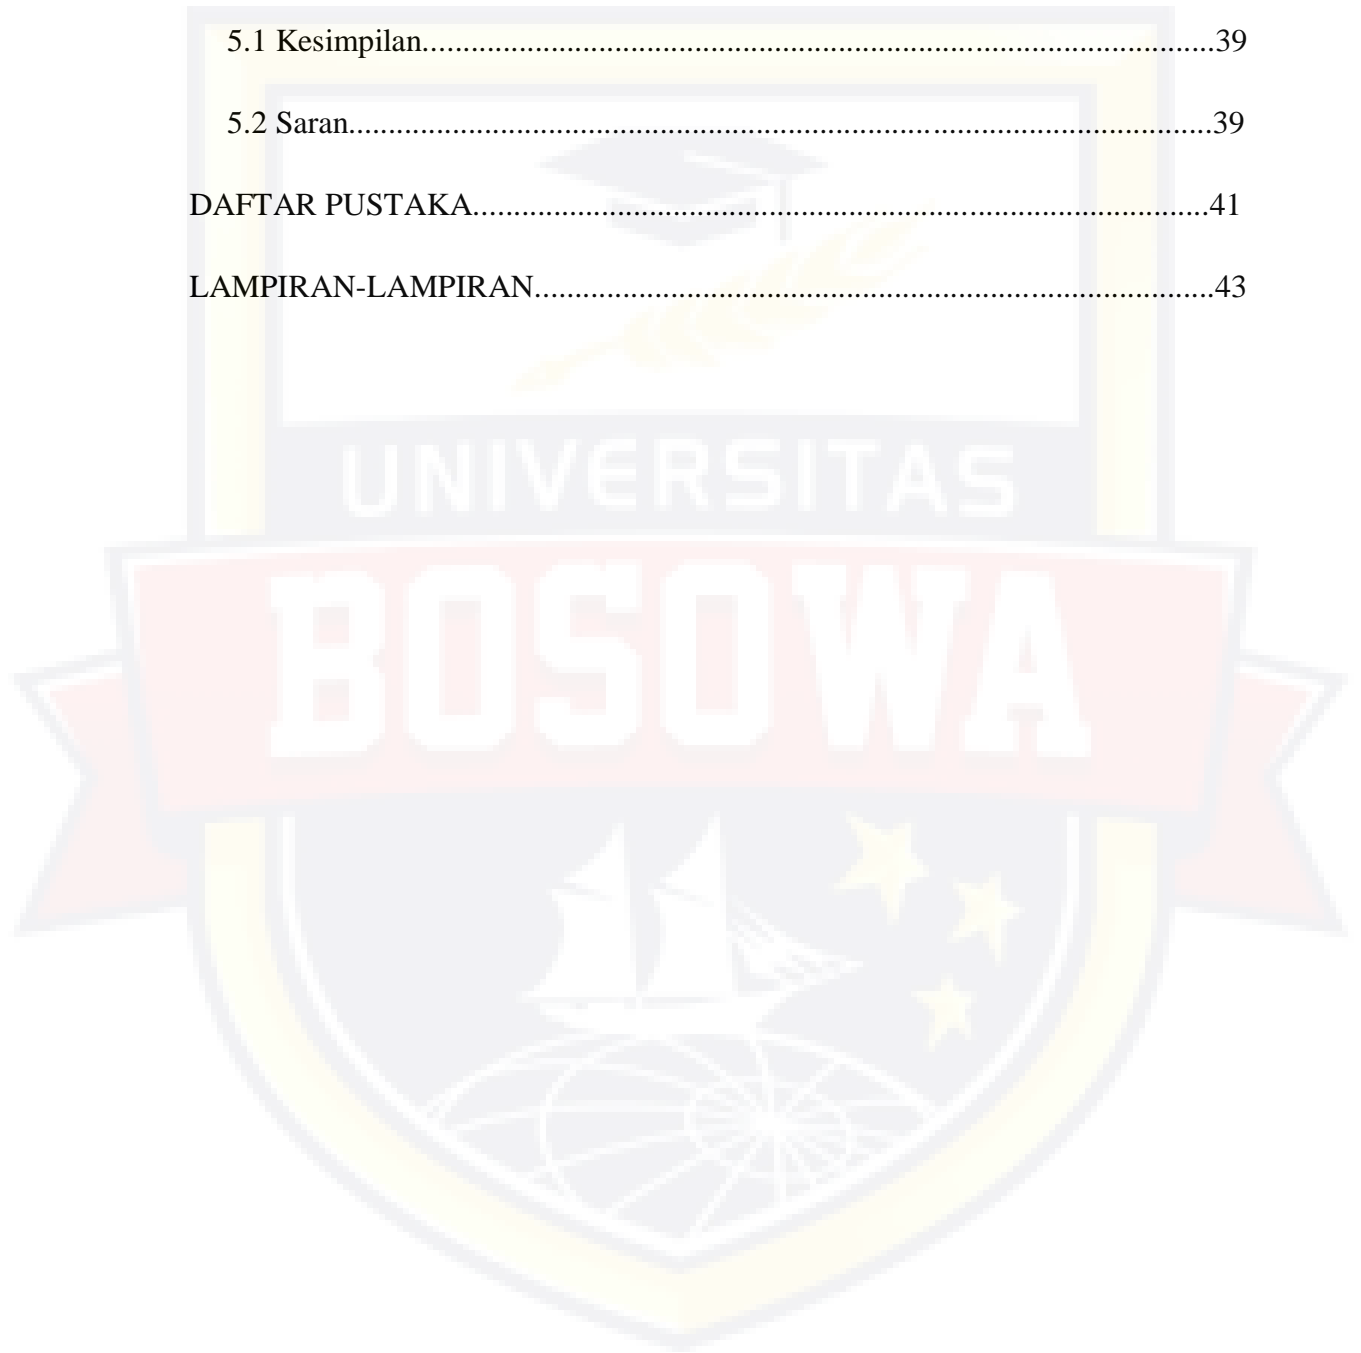 5.1 Kesimpilan..................................................................................................39
5.2 Saran...........................................................................................................39
DAFTAR PUSTAKA...........................................................................................41
LAMPIRAN-LAMPIRAN....................................................................................43
UNIVERSITAS
BOSOWA